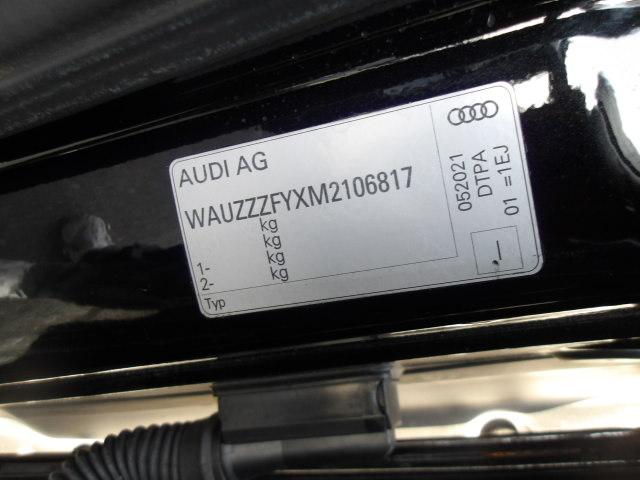 AUDI AG
WAUZZZFYXM2106817
kg
kg
1- kg
2- kg
Typ
052021
DTPA
01 =1EJ